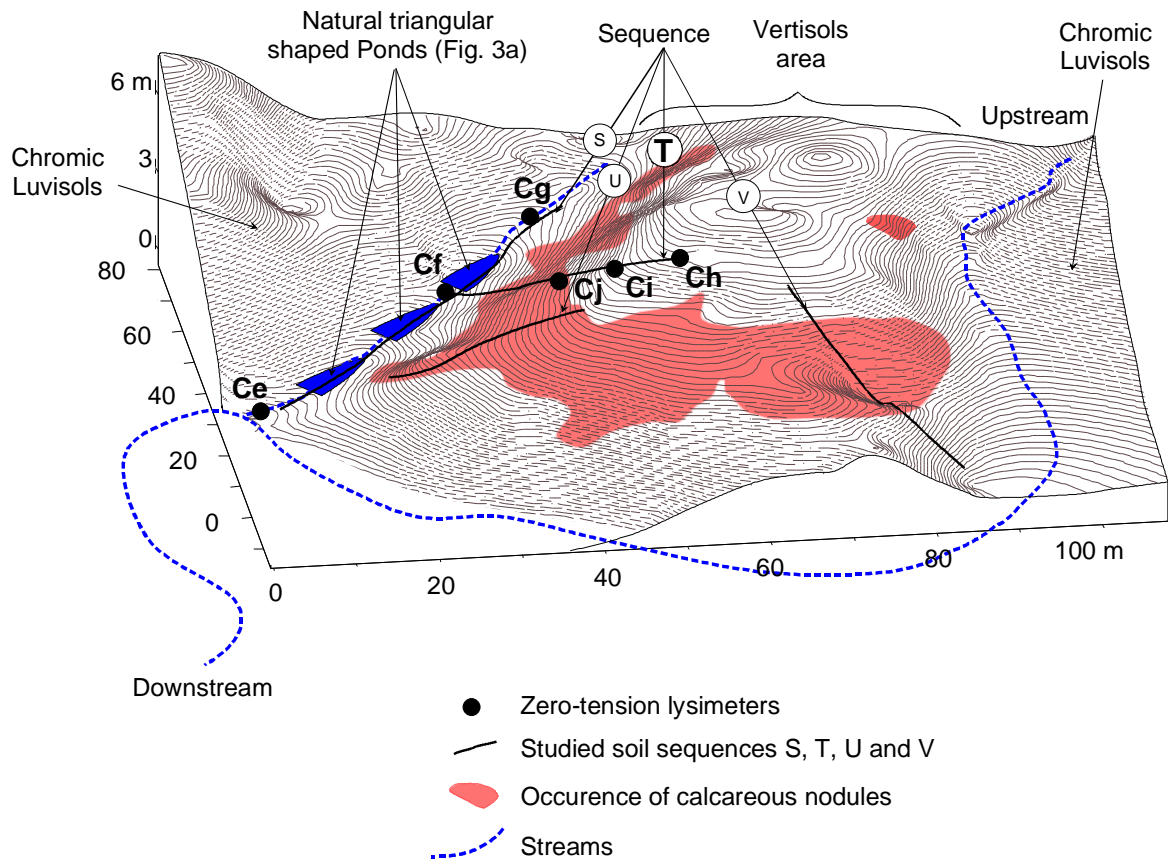 Natural triangular
shaped Ponds (Fig. 3a)
Sequence
Vertisols
area
Chromic
Luvisols
6 m
3
0
Upstream
Chromic
Luvisols
S
T
U
V
Cg
Cf
Cj
Ci
Ch
Ce
80
60
40
20
0
0
20
40
60
80
100 m
Downstream
Zero-tension lysimeters
Studied soil sequences S, T, U and V
Occurence of calcareous nodules
Streams